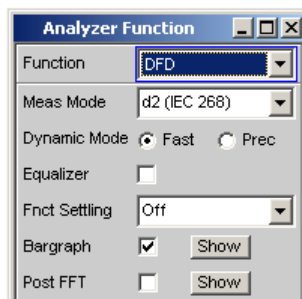 Analyzer Function
Function DFD
Meas Mode d2 (IEC 268)
Dynamic Mode Fast Prec
Equalizer
Fnct Settling Off
Bargraph Show
Post FFT Show